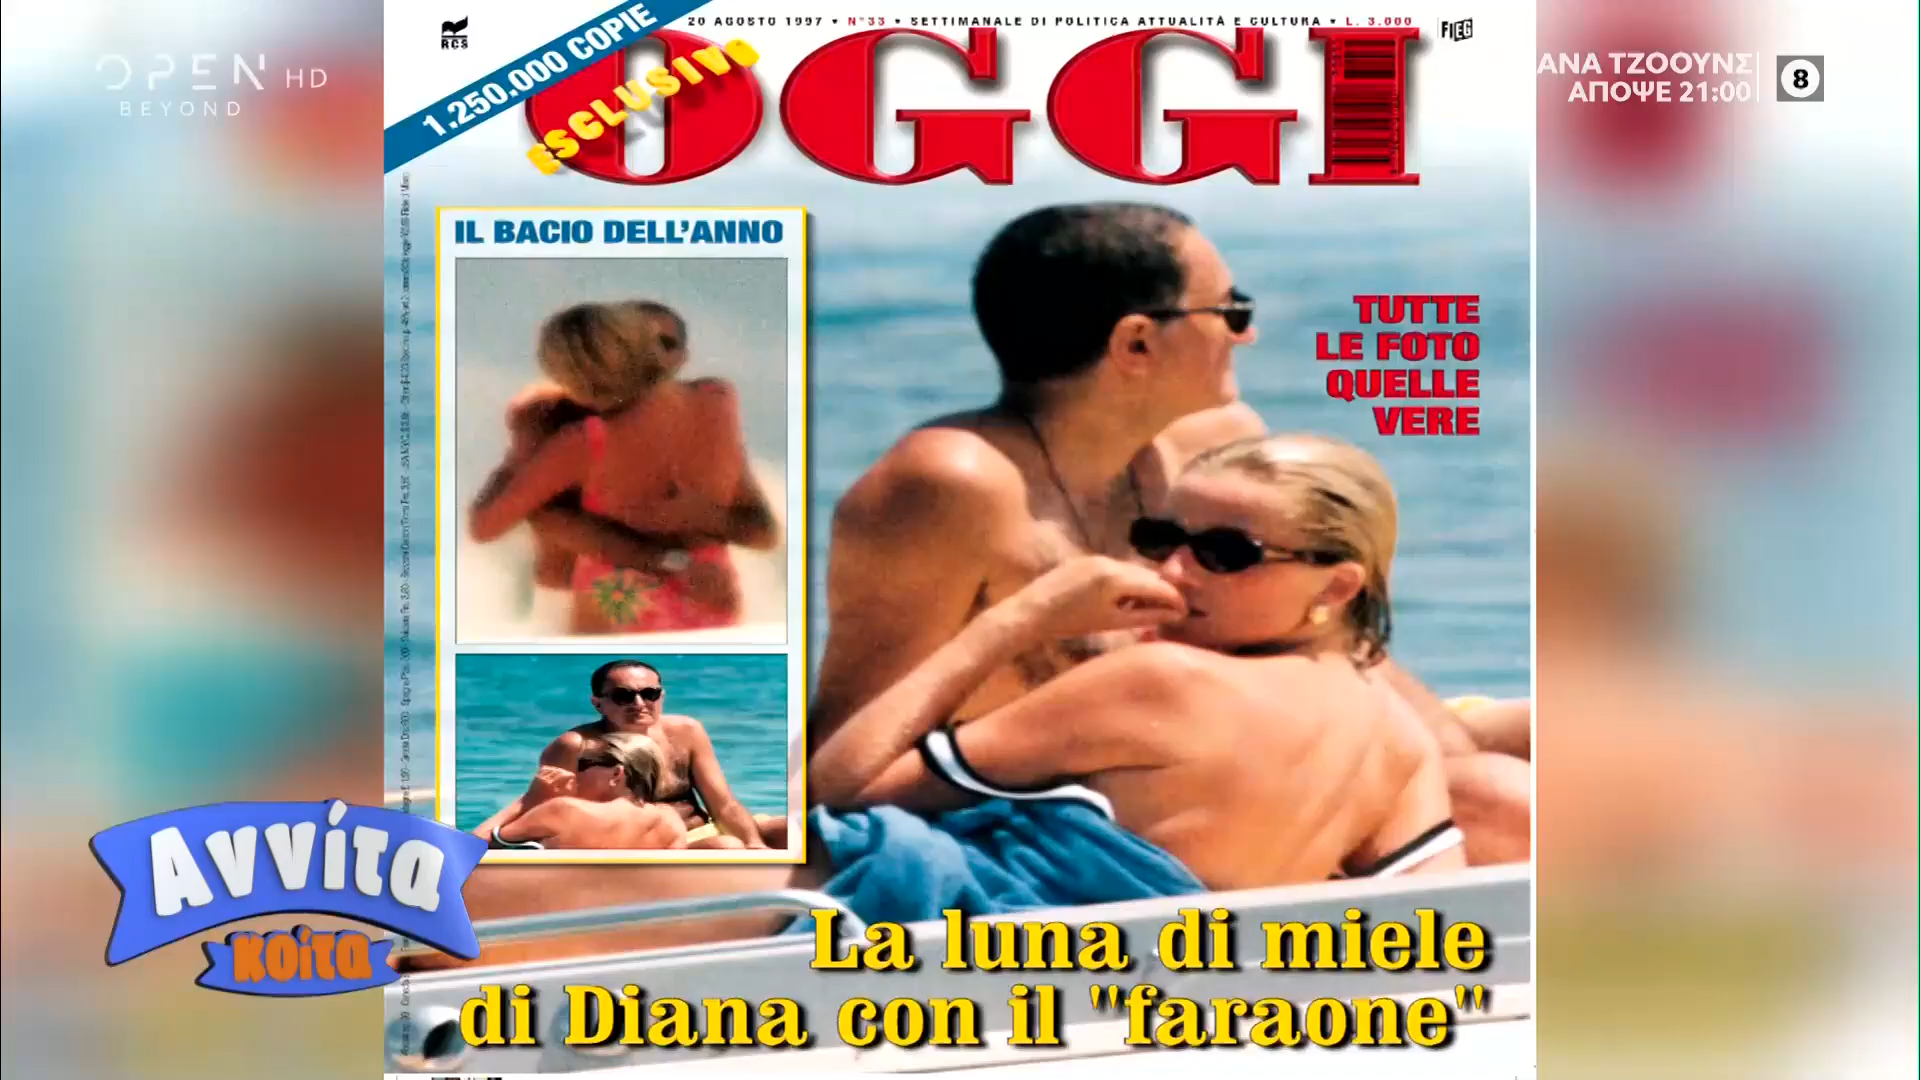 OPEN HD
BEYOND
ΑΝΑ ΤΖΟΟΥΝΣ
ΑΠΟΨΕ 21:00
8
RCS
20 AGOSTO 1997 • N°33 • SETTIMANALE DI POLITICA ATTUALITÀ E CULTURA • L. 3.000
FIEG
1.250.000 COPIE
ESCLUSIVO
OGGI
IL BACIO DELL'ANNO
TUTTE
LE FOTO
QUELLE
VERE
Αννίτα
κοίτα
La luna di miele
di Diana con il "faraone"